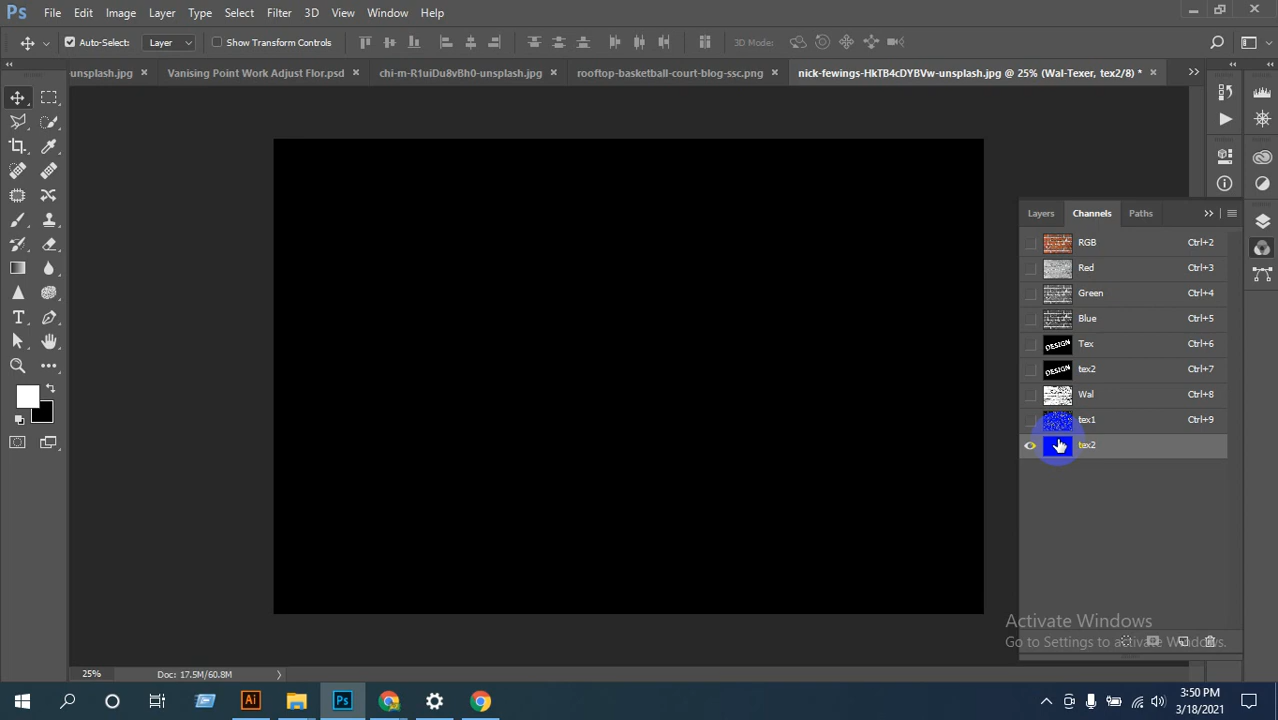 Ps File Edit Image Layer Type Select Filter 3D View Window Help
Auto-Select: Layer Show Transform Controls 3D Mode:
unsplash.jpg Vanising Point Work Adjust Flor.psd chi-m-R1uiDu8vBh0-unsplash.jpg rooftop-basketball-court-blog-ssc.png nick-fewings-HkTB4cDYBVw-unsplash.jpg @ 25% (Wal-Texer, tex2/8) *
Layers Channels Paths
RGB Ctrl+2
Red Ctrl+3
Green Ctrl+4
Blue Ctrl+5
DESIGN Tex Ctrl+6
DESIGN tex2 Ctrl+7
Wal Ctrl+8
tex1 Ctrl+9
tex2
Activate Windows
Go to Settings to activate Windows.
25% Doc: 17.5M/60.8M
Ai Ps 3:50 PM
3/18/2021